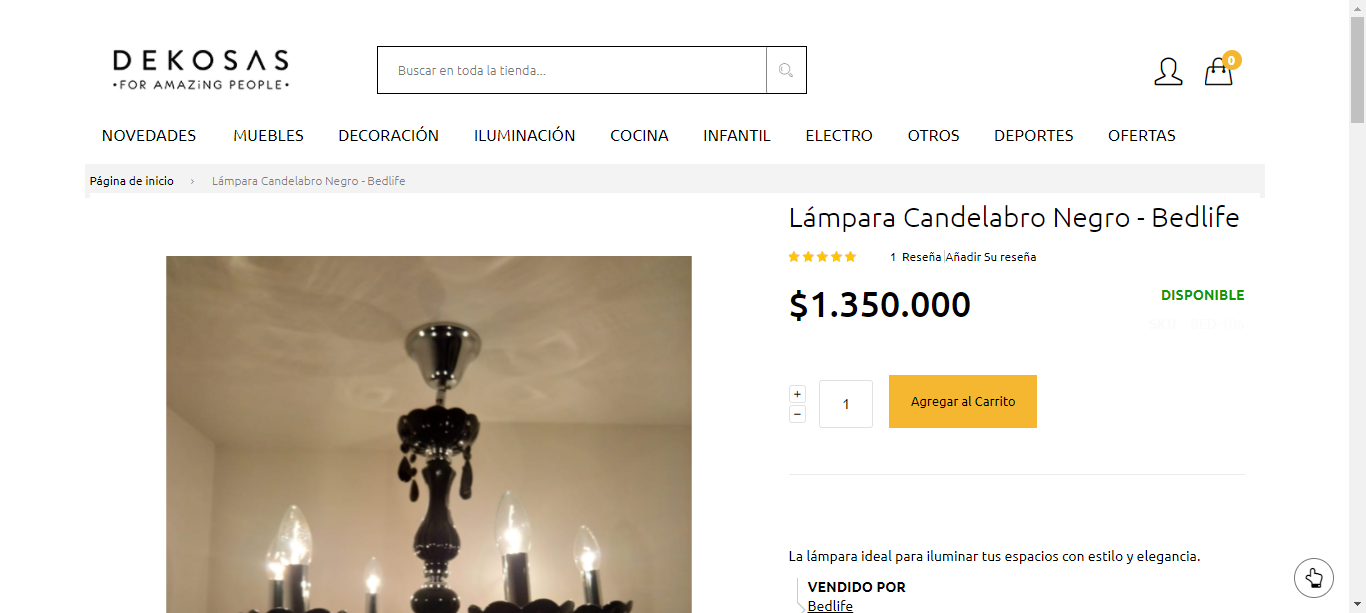 DEKOSAS
•FOR AMAZiNG PEOPLE•
Buscar en toda la tienda...
0
NOVEDADES MUEBLES DECORACIÓN ILUMINACIÓN COCINA INFANTIL ELECTRO OTROS DEPORTES OFERTAS
Página de inicio › Lámpara Candelabro Negro - Bedlife
Lámpara Candelabro Negro - Bedlife
1 Reseña Añadir Su reseña
$1.350.000
DISPONIBLE
+
−
1
Agregar al Carrito
La lámpara ideal para iluminar tus espacios con estilo y elegancia.
VENDIDO POR
Bedlife